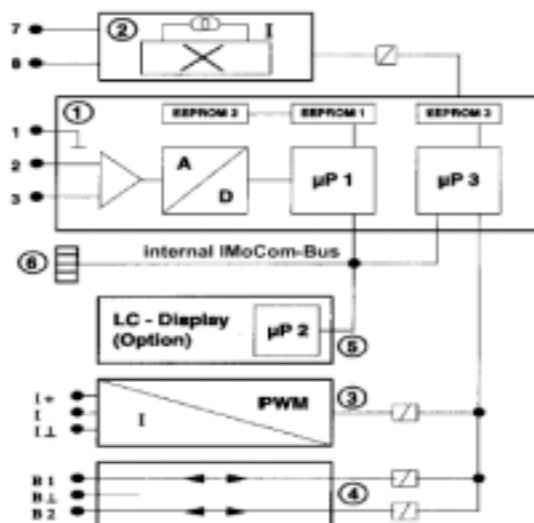 7
2
I
8
1
EEPROM 2
EEPROM 1
EEPROM 3
1
2
A
D
µP 1
µP 3
3
internal IMoCom-Bus
6
LC - Display
(Option)
µP 2
5
I+
I
I⊥
I
PWM
3
B 1
B⊥
B 2
4